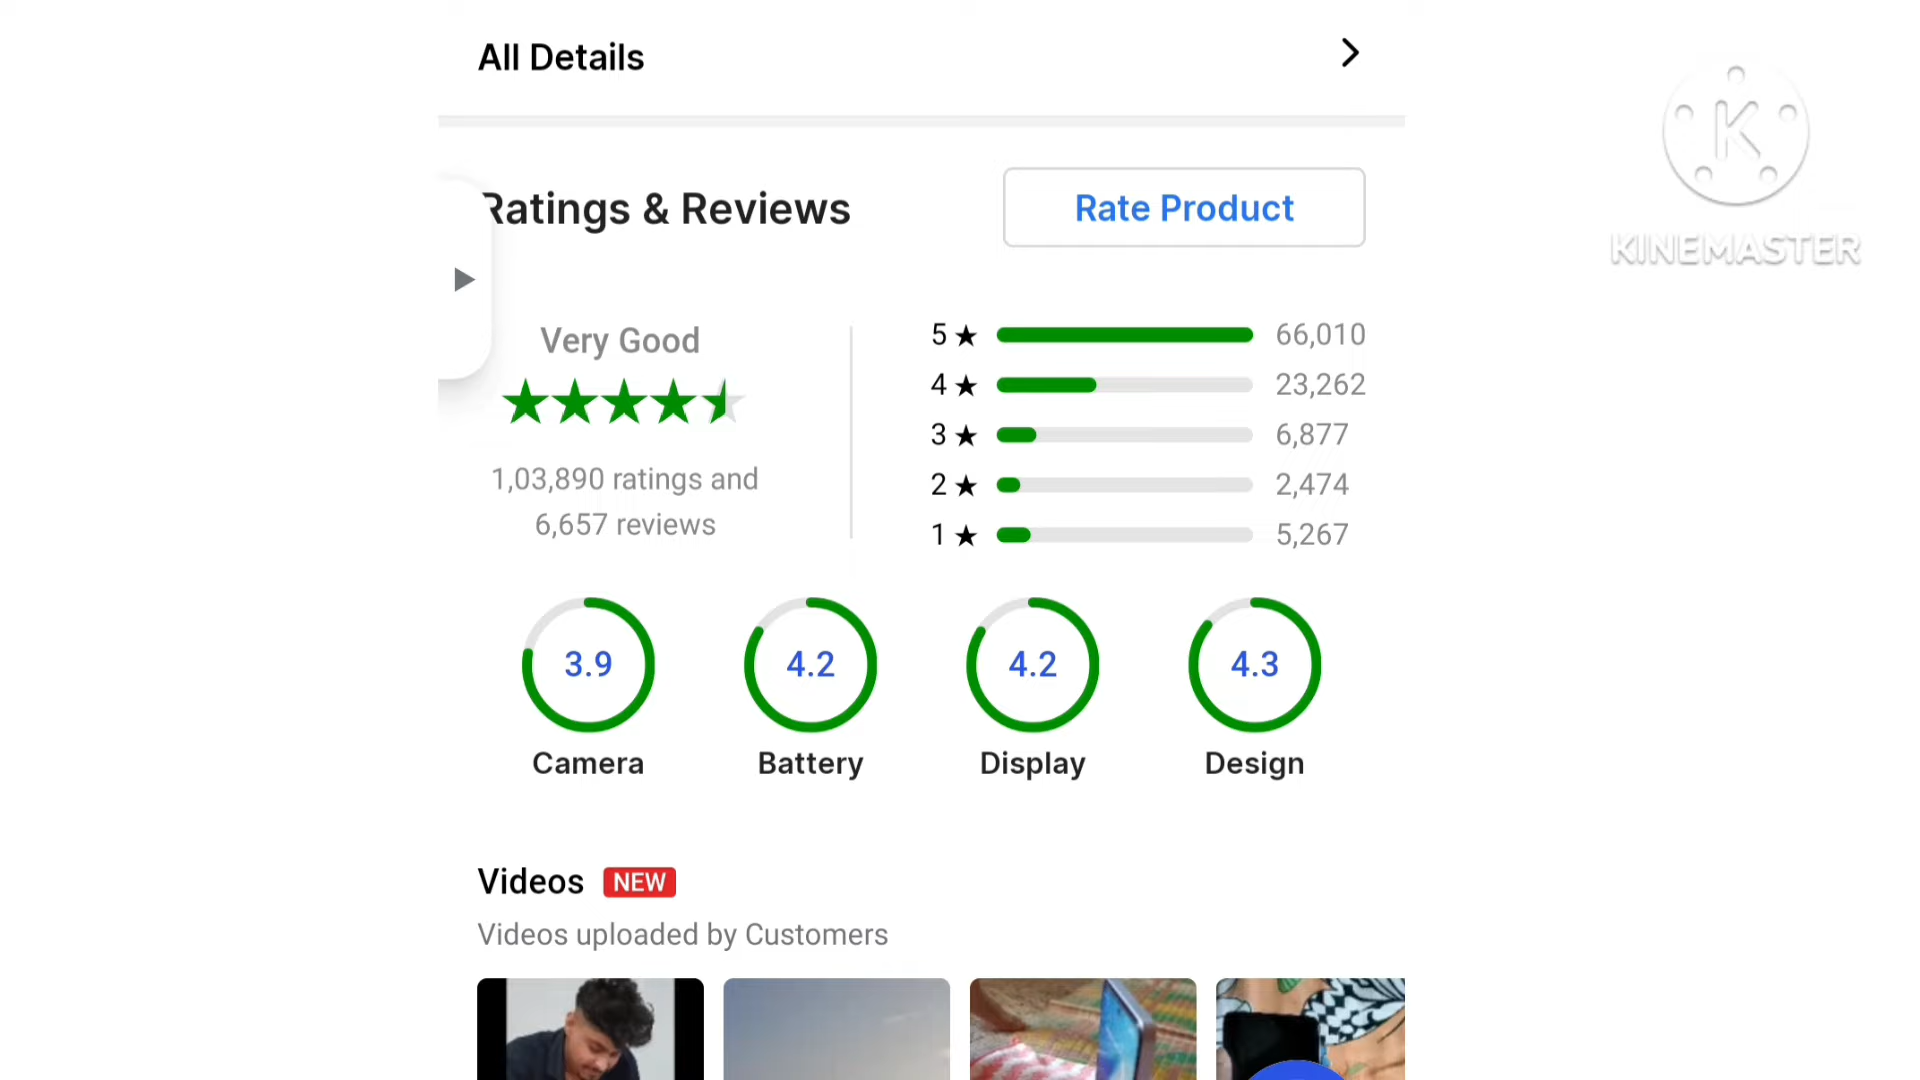 All Details
Ratings & Reviews
Rate Product
Very Good
1,03,890 ratings and
6,657 reviews
5★ 66,010
4★ 23,262
3★ 6,877
2★ 2,474
1★ 5,267
3.9 4.2 4.2 4.3
Camera Battery Display Design
Videos NEW
Videos uploaded by Customers
K
KINEMASTER